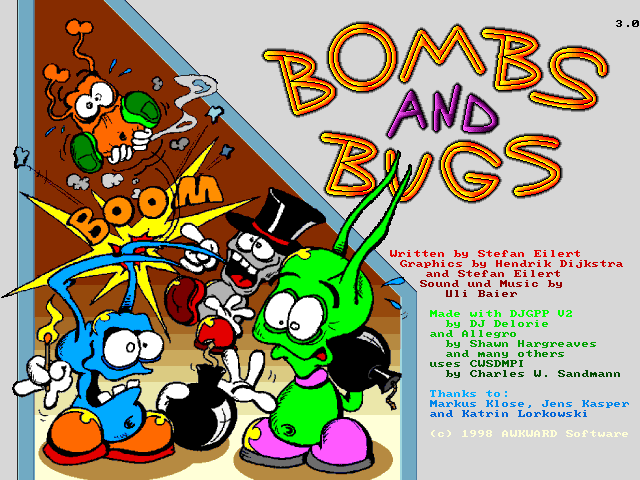 3.0
BOMBS
AND
BUGS
BOOM
Written by Stefan Eilert
Graphics by Hendrik Dijkstra
and Stefan Eilert
Sound und Music by
Uli Baier
Made with DJGPP V2
by DJ Delorie
and Allegro
by Shawn Hargreaves
and many others
uses CWSDMPI
by Charles W. Sandmann
Thanks to:
Markus Klose, Jens Kasper
and Katrin Lorkowski
(c) 1998 AWKWARD Software